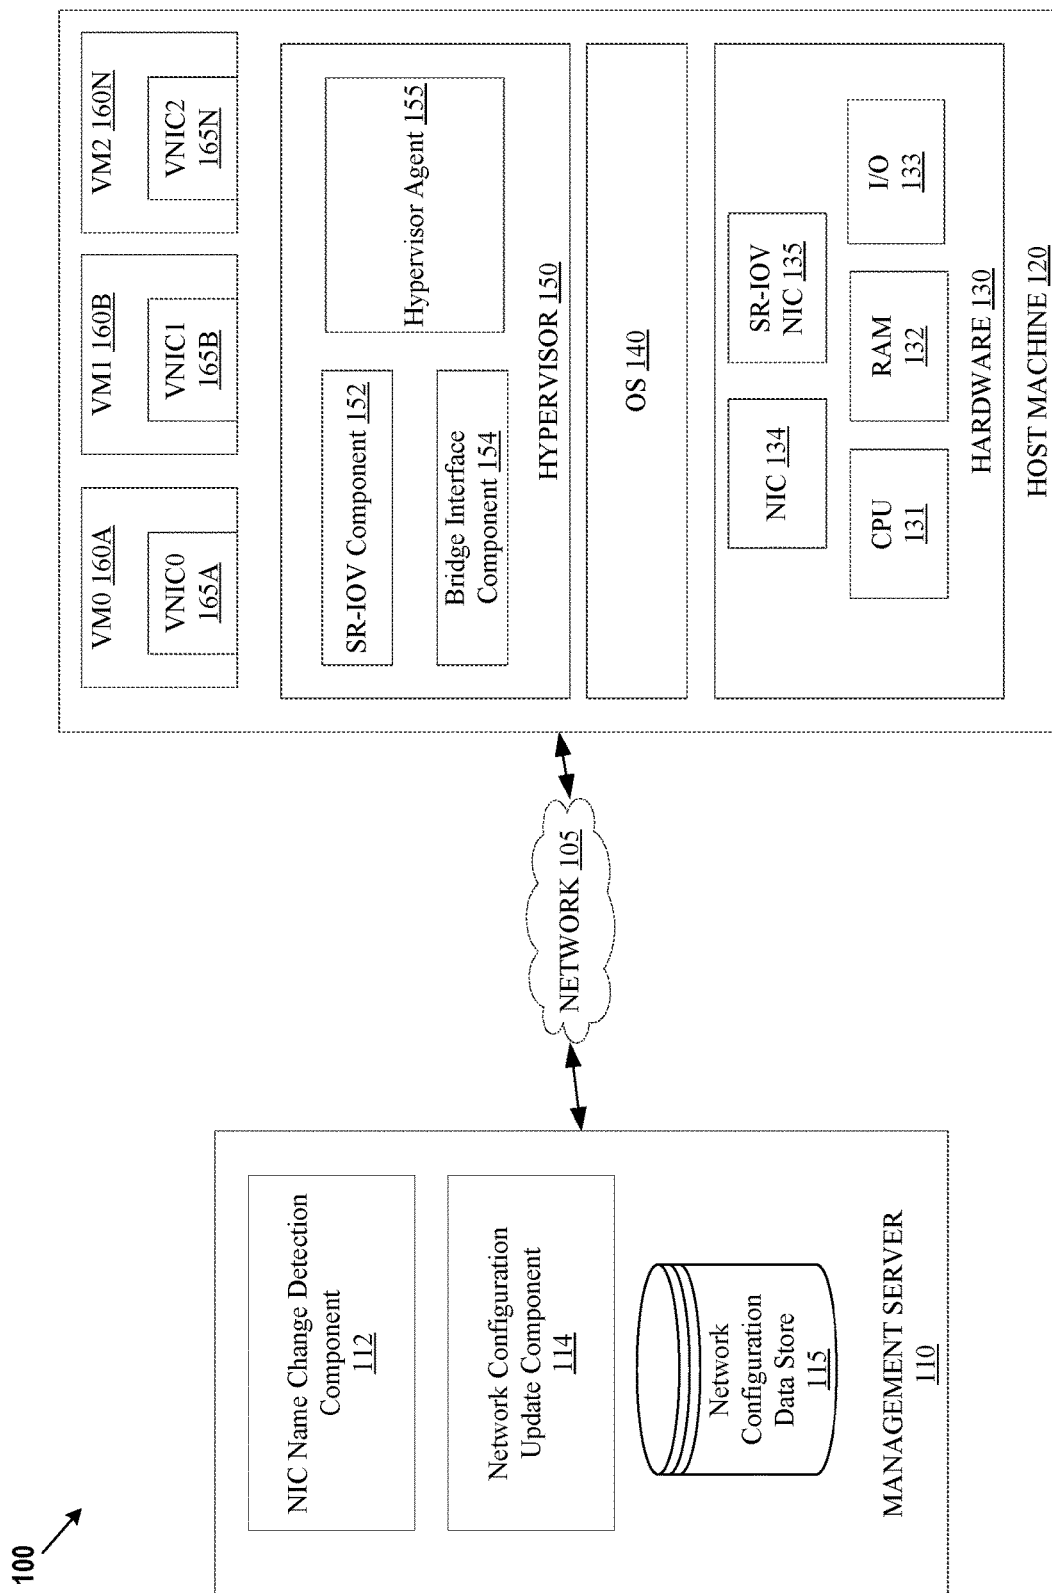 100
NIC Name Change Detection
Component
112
Network Configuration
Update Component
114
Network
Configuration
Data Store
115
MANAGEMENT SERVER
110
NETWORK 105
VM0 160A
VNIC0
165A
VM1 160B
VNIC1
165B
VM2 160N
VNIC2
165N
SR-IOV Component 152
Bridge Interface
Component 154
Hypervisor Agent 155
HYPERVISOR 150
OS 140
NIC 134
SR-IOV
NIC 135
CPU
131
RAM
132
I/O
133
HARDWARE 130
HOST MACHINE 120